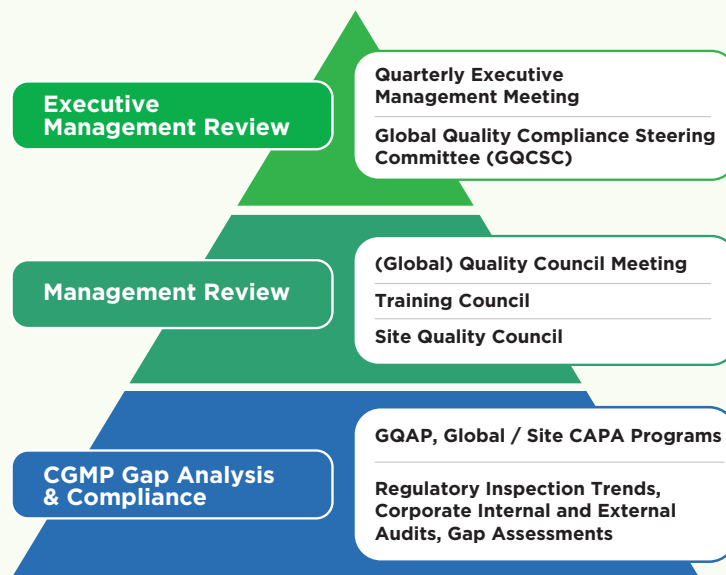 Executive
Management Review
Quarterly Executive
Management Meeting
Global Quality Compliance Steering
Committee (GQCSC)
Management Review
(Global) Quality Council Meeting
Training Council
Site Quality Council
CGMP Gap Analysis
& Compliance
GQAP, Global / Site CAPA Programs
Regulatory Inspection Trends,
Corporate Internal and External
Audits, Gap Assessments